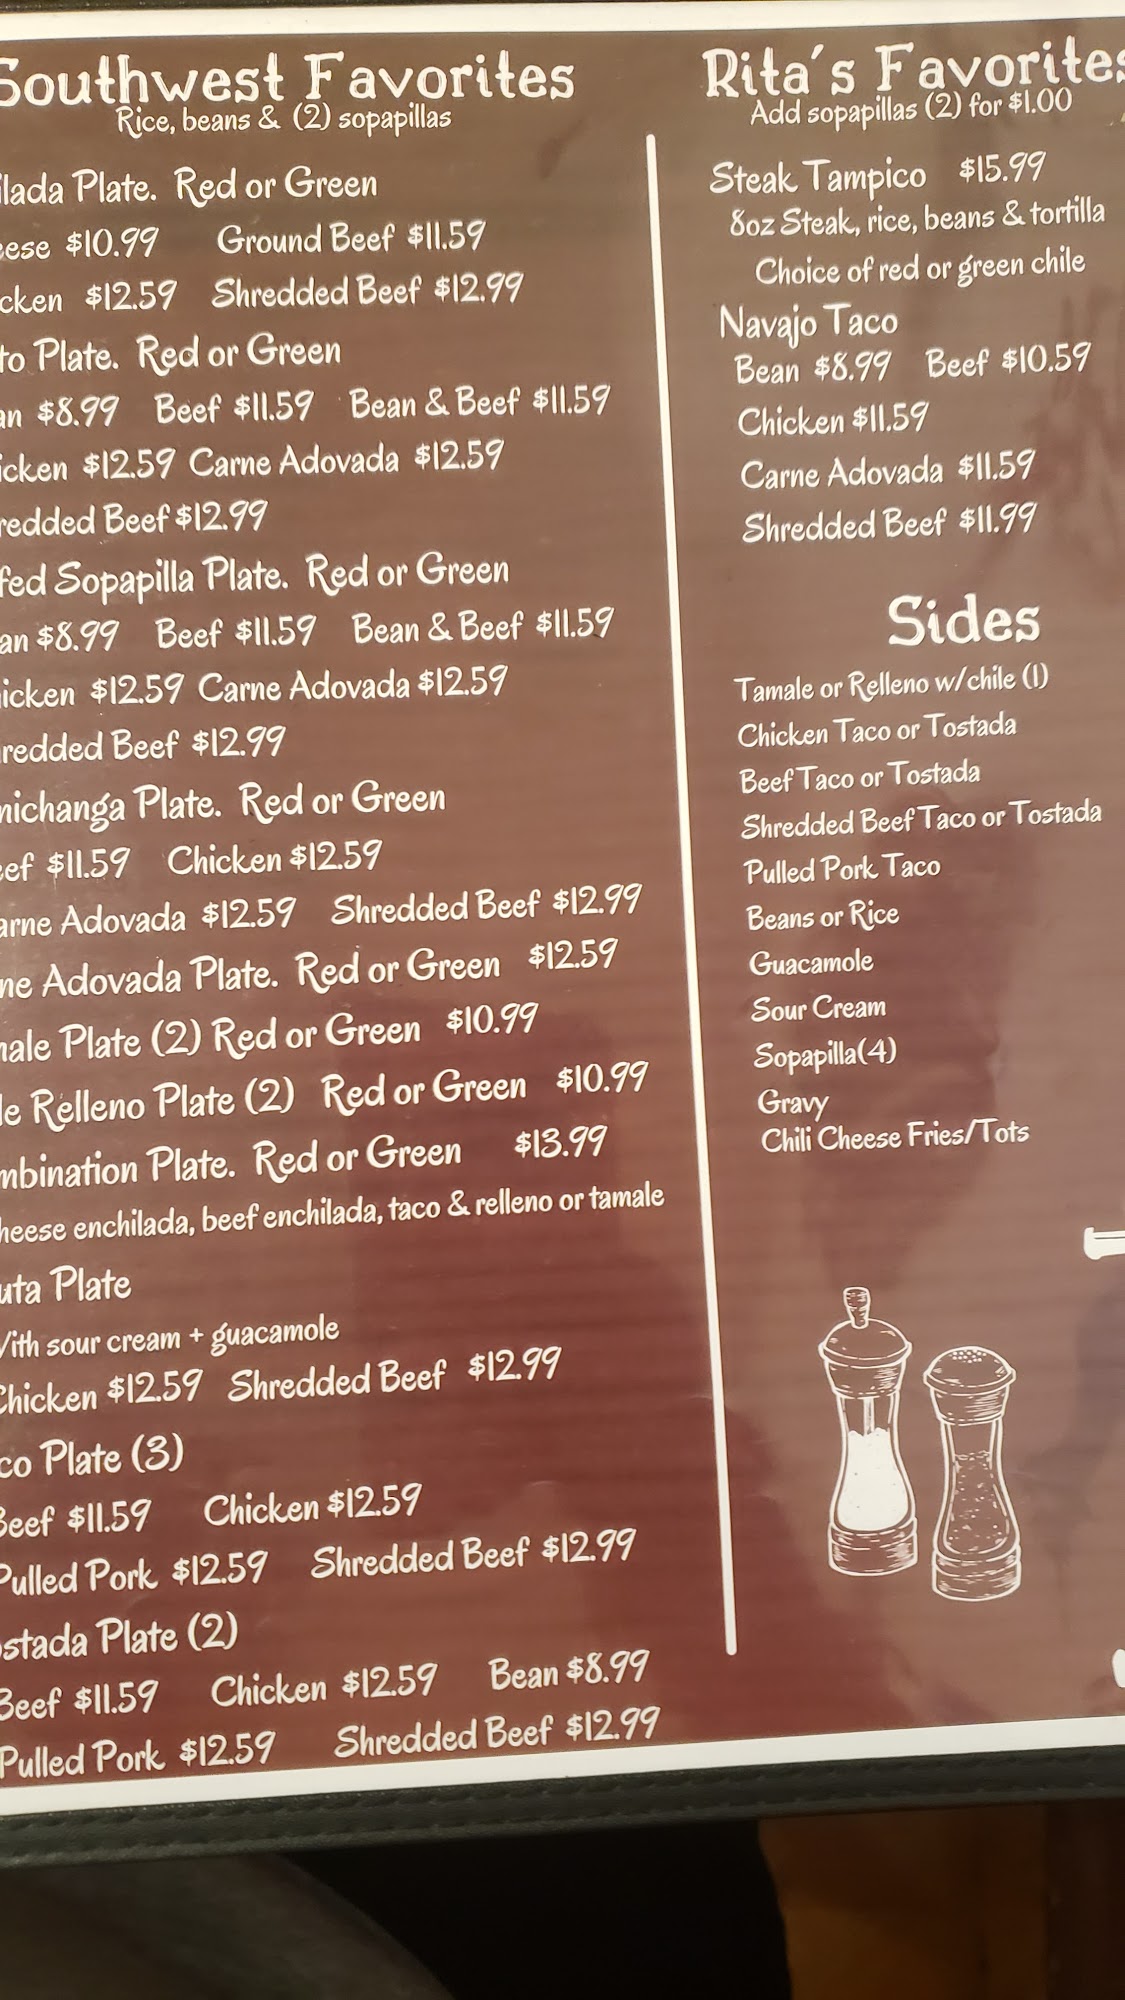 Southwest Favorites
Rice, beans & (2) sopapillas
ilada Plate. Red or Green
ese $10.99 Ground Beef $11.59
cken $12.59 Shredded Beef $12.99
to Plate. Red or Green
an $8.99 Beef $11.59 Bean & Beef $11.59
icken $12.59 Carne Adovada $12.59
redded Beef $12.99
fed Sopapilla Plate. Red or Green
an $8.99 Beef $11.59 Bean & Beef $11.59
icken $12.59 Carne Adovada $12.59
redded Beef $12.99
nichanga Plate. Red or Green
ef $11.59 Chicken $12.59
arne Adovada $12.59 Shredded Beef $12.99
ne Adovada Plate. Red or Green $12.59
nale Plate (2) Red or Green $10.99
le Relleno Plate (2) Red or Green $10.99
mbination Plate. Red or Green $13.99
heese enchilada, beef enchilada, taco & relleno or tamale
uta Plate
With sour cream + guacamole
Chicken $12.59 Shredded Beef $12.99
co Plate (3)
Beef $11.59 Chicken $12.59
Pulled Pork $12.59 Shredded Beef $12.99
ostada Plate (2)
Beef $11.59 Chicken $12.59 Bean $8.99
Pulled Pork $12.59 Shredded Beef $12.99
Rita's Favorites
Add sopapillas (2) for $1.00
Steak Tampico $15.99
8oz Steak, rice, beans & tortilla
Choice of red or green chile
Navajo Taco
Bean $8.99 Beef $10.59
Chicken $11.59
Carne Adovada $11.59
Shredded Beef $11.99
Sides
Tamale or Relleno w/chile (1)
Chicken Taco or Tostada
Beef Taco or Tostada
Shredded Beef Taco or Tostada
Pulled Pork Taco
Beans or Rice
Guacamole
Sour Cream
Sopapilla(4)
Gravy
Chili Cheese Fries/Tots